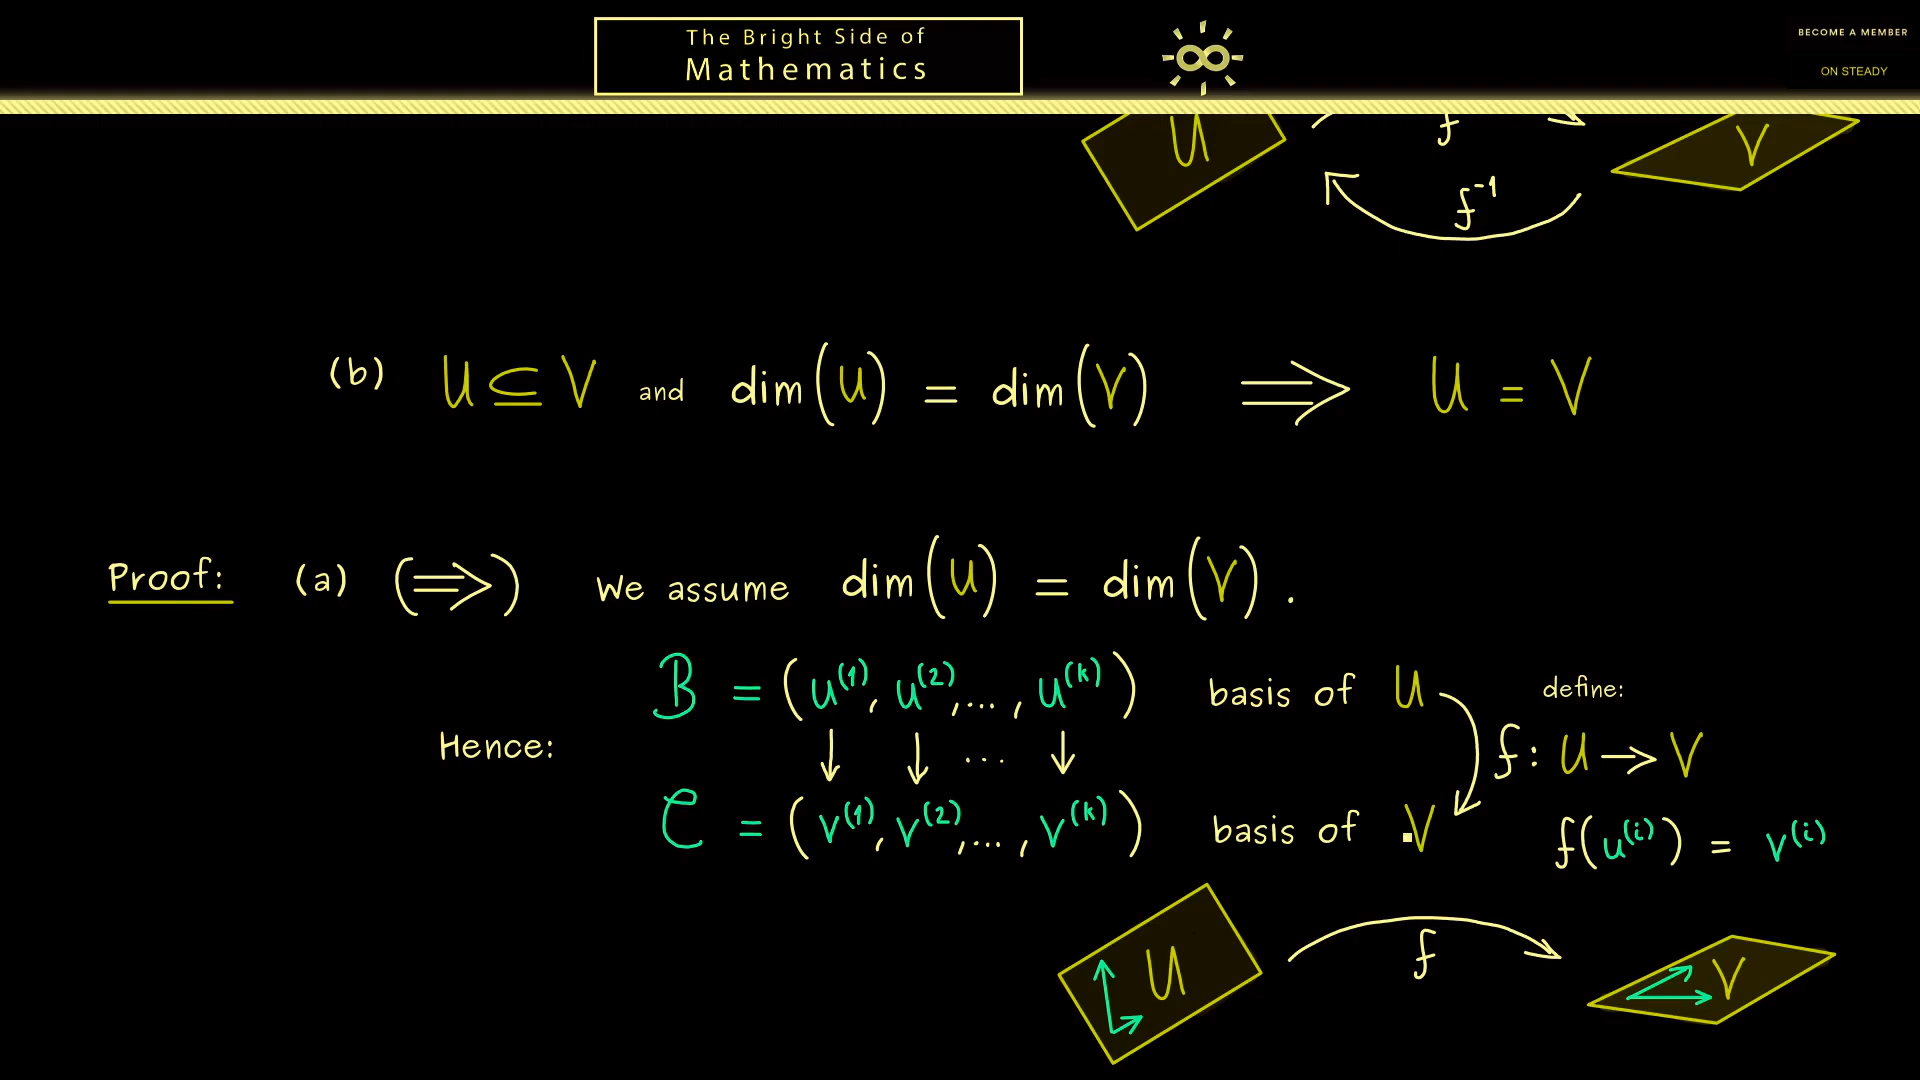 The Bright Side of
Mathematics
BECOME A MEMBER
ON STEADY
U f V
f⁻¹
(b) U ⊆ V and dim(U) = dim(V) ⟹ U = V
Proof: (a) (⟹) We assume dim(U) = dim(V) .
B = (u⁽¹⁾, u⁽²⁾, ..., u⁽ᵏ⁾) basis of U define:
Hence: ↓ ↓ ... ↓ f: U → V
C = (v⁽¹⁾, v⁽²⁾, ..., v⁽ᵏ⁾) basis of V f(u⁽ⁱ⁾) = v⁽ⁱ⁾
U f V